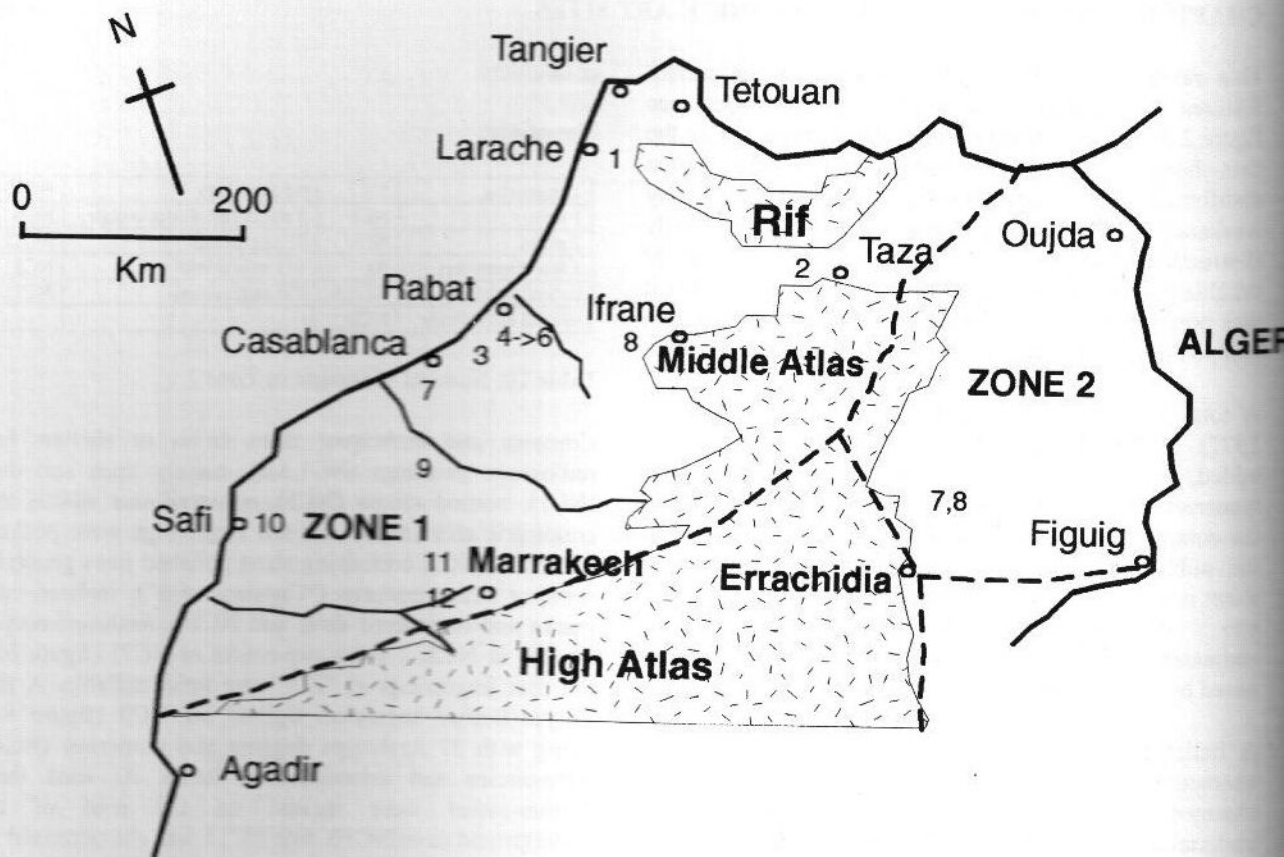 N
Tangier
Tetouan
Larache
1
0 200
Km
Rif
Oujda
Taza
2
Rabat
Ifrane
4->6
3
8
Casablanca
Middle Atlas
ALGER
7
ZONE 2
9
7,8
Safi
10
ZONE 1
Figuig
11
Marrakech
Errachidia
12
High Atlas
Agadir